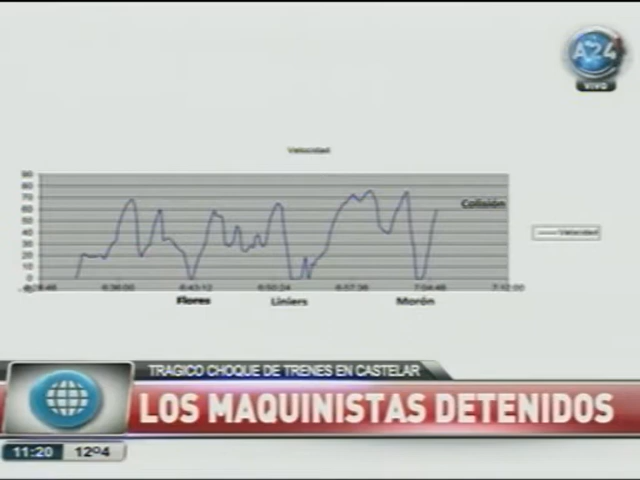 A24
VIVO
Velocidad
90
80
70
60
50
40
30
20
10
0
Colisión
Velocidad
6:36:00
6:43:12
6:50:24
6:57:36
7:04:48
7:12:00
Flores
Liniers
Morón
TRAGICO CHOQUE DE TRENES EN CASTELAR
LOS MAQUINISTAS DETENIDOS
11:20
12º4